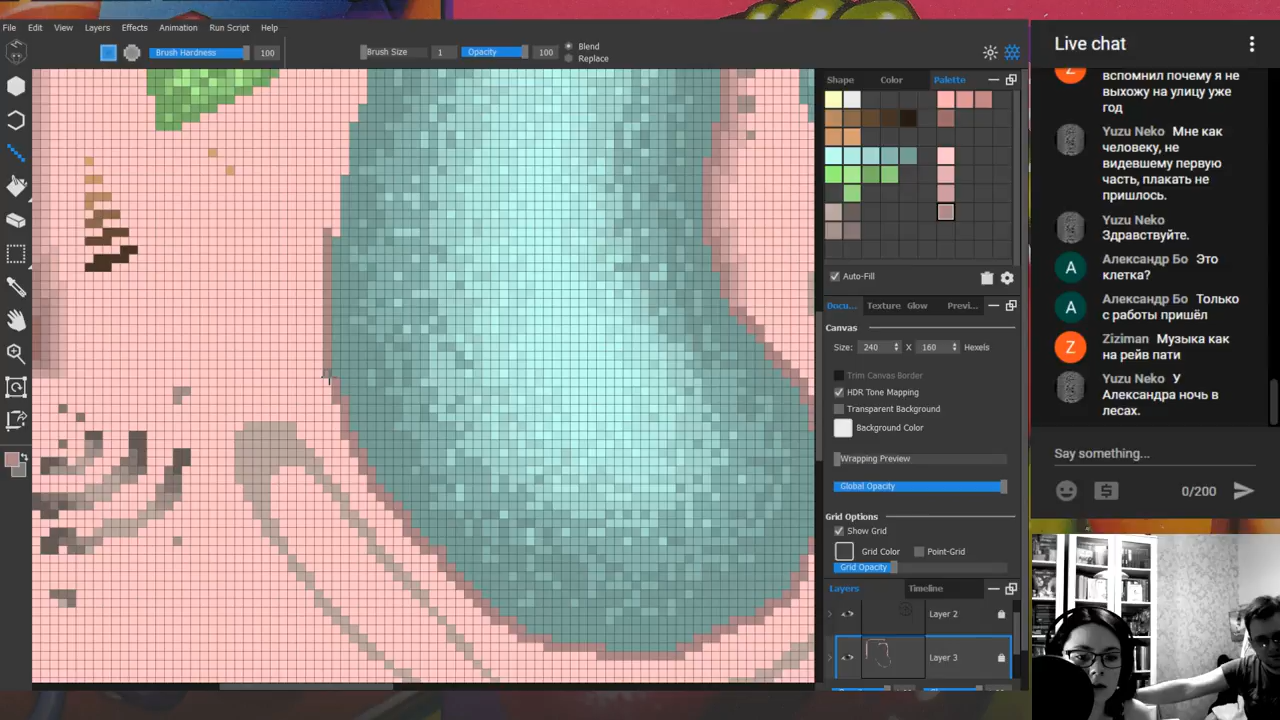 File Edit View Layers Effects Animation Run Script Help
Brush Hardness 100 Brush Size 1 Opacity 100 Blend
Replace
Shape Color Palette
Auto-Fill
Docu... Texture Glow Previ...
Canvas
Size: 240 X 160 Hexels
Trim Canvas Border
HDR Tone Mapping
Transparent Background
Background Color
Wrapping Preview
Global Opacity
Grid Options
Show Grid
Grid Color Point-Grid
Grid Opacity
Layers Timeline
Layer 2
Layer 3
Live chat
вспомнил почему я не
выхожу на улицу уже
год
Yuzu Neko Мне как
человеку, не
видевшему первую
часть, плакать не
пришлось.
Yuzu Neko
Здравствуйте.
А Александр Бо Это
клетка?
А Александр Бо Только
с работы пришёл
Z Ziziman Музыка как
на рейв пати
Yuzu Neko У
Александра ночь в
лесах.
Say something...
0/200